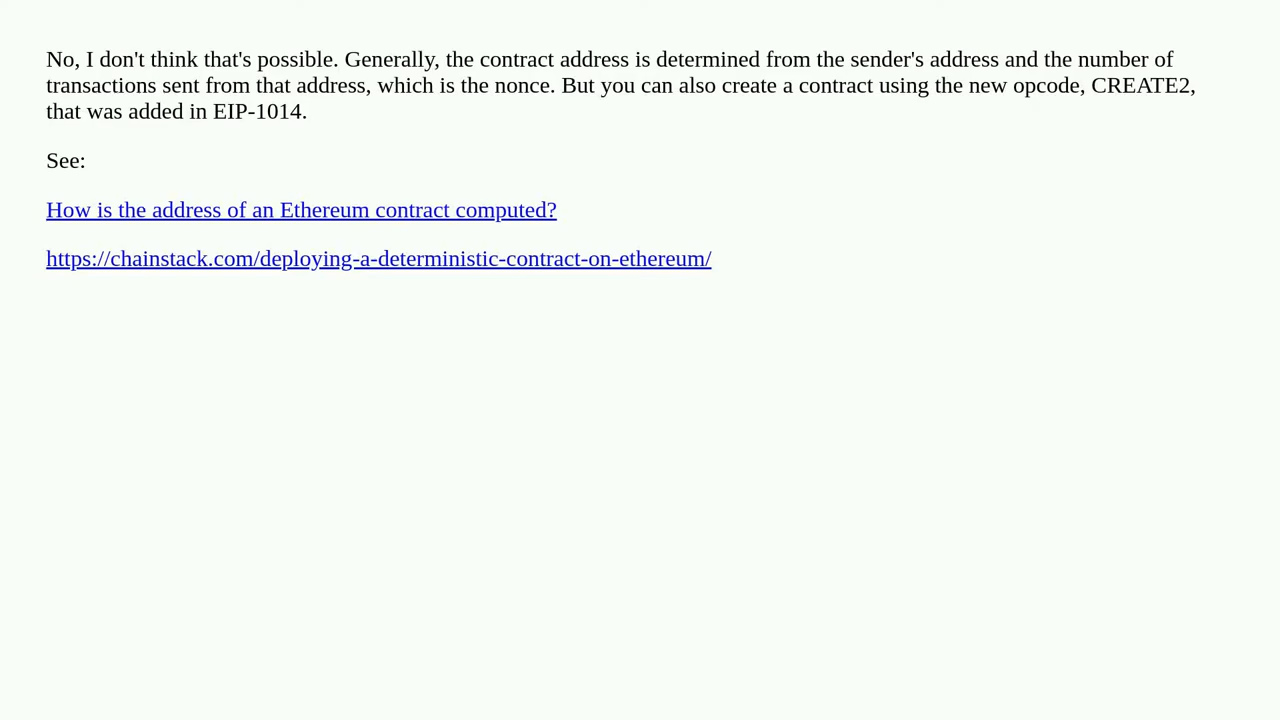 No, I don't think that's possible. Generally, the contract address is determined from the sender's address and the number of
transactions sent from that address, which is the nonce. But you can also create a contract using the new opcode, CREATE2,
that was added in EIP-1014.
See:
How is the address of an Ethereum contract computed?
https://chainstack.com/deploying-a-deterministic-contract-on-ethereum/